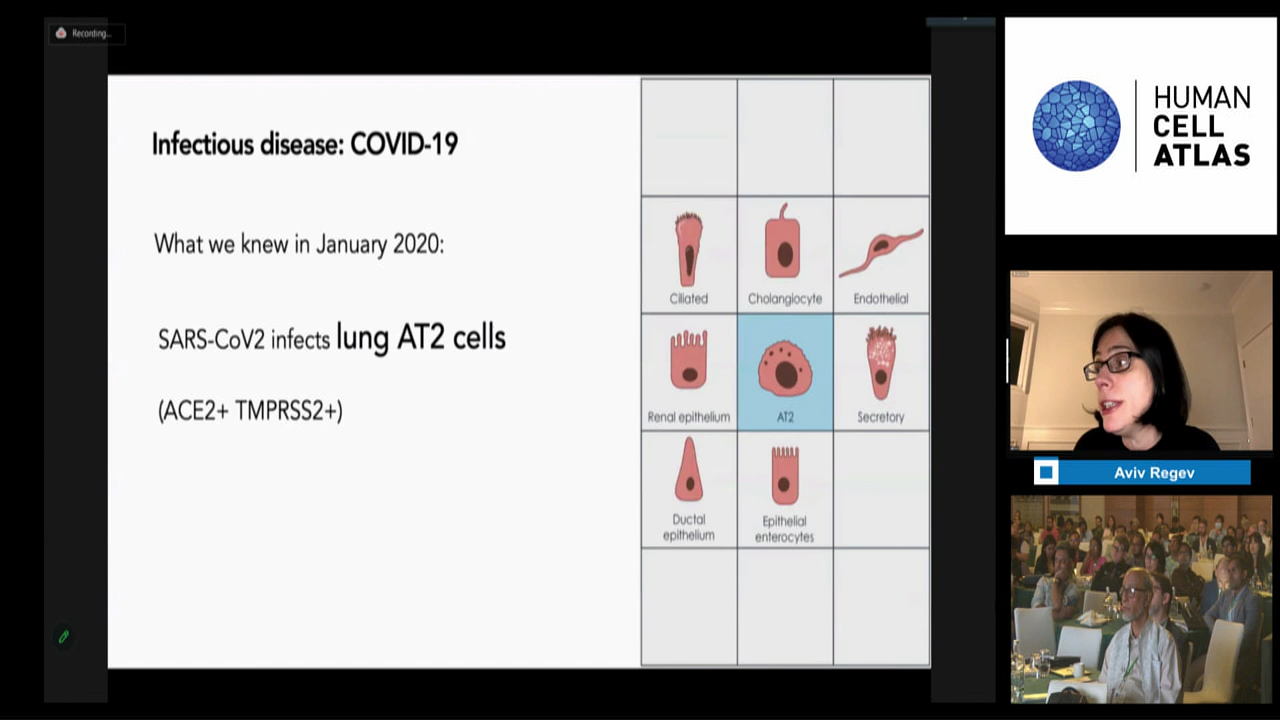 Recording...
Infectious disease: COVID-19
What we knew in January 2020:
SARS-CoV2 infects lung AT2 cells
(ACE2+ TMPRSS2+)
Ciliated
Cholangiocyte
Endothelial
Renal epithelium
AT2
Secretory
Ductal
epithelium
Epithelial
enterocytes
HUMAN
CELL
ATLAS
Aviv Regev